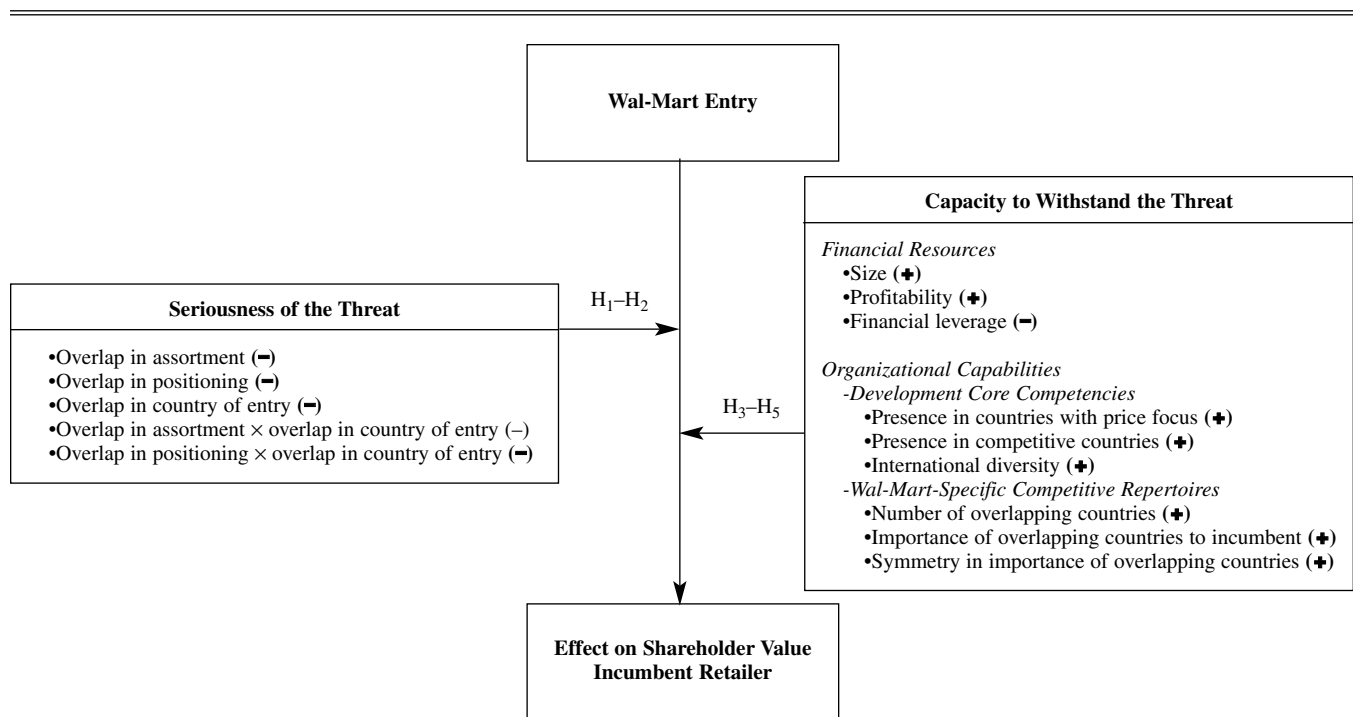 Wal-Mart Entry
Capacity to Withstand the Threat
Financial Resources
•Size (+)
•Profitability (+)
•Financial leverage (–)
Organizational Capabilities
-Development Core Competencies
•Presence in countries with price focus (+)
•Presence in competitive countries (+)
•International diversity (+)
-Wal-Mart-Specific Competitive Repertoires
•Number of overlapping countries (+)
•Importance of overlapping countries to incumbent (+)
•Symmetry in importance of overlapping countries (+)
H₃–H₅
Seriousness of the Threat
•Overlap in assortment (–)
•Overlap in positioning (–)
•Overlap in country of entry (–)
•Overlap in assortment × overlap in country of entry (–)
•Overlap in positioning × overlap in country of entry (–)
H₁–H₂
Effect on Shareholder Value
Incumbent Retailer